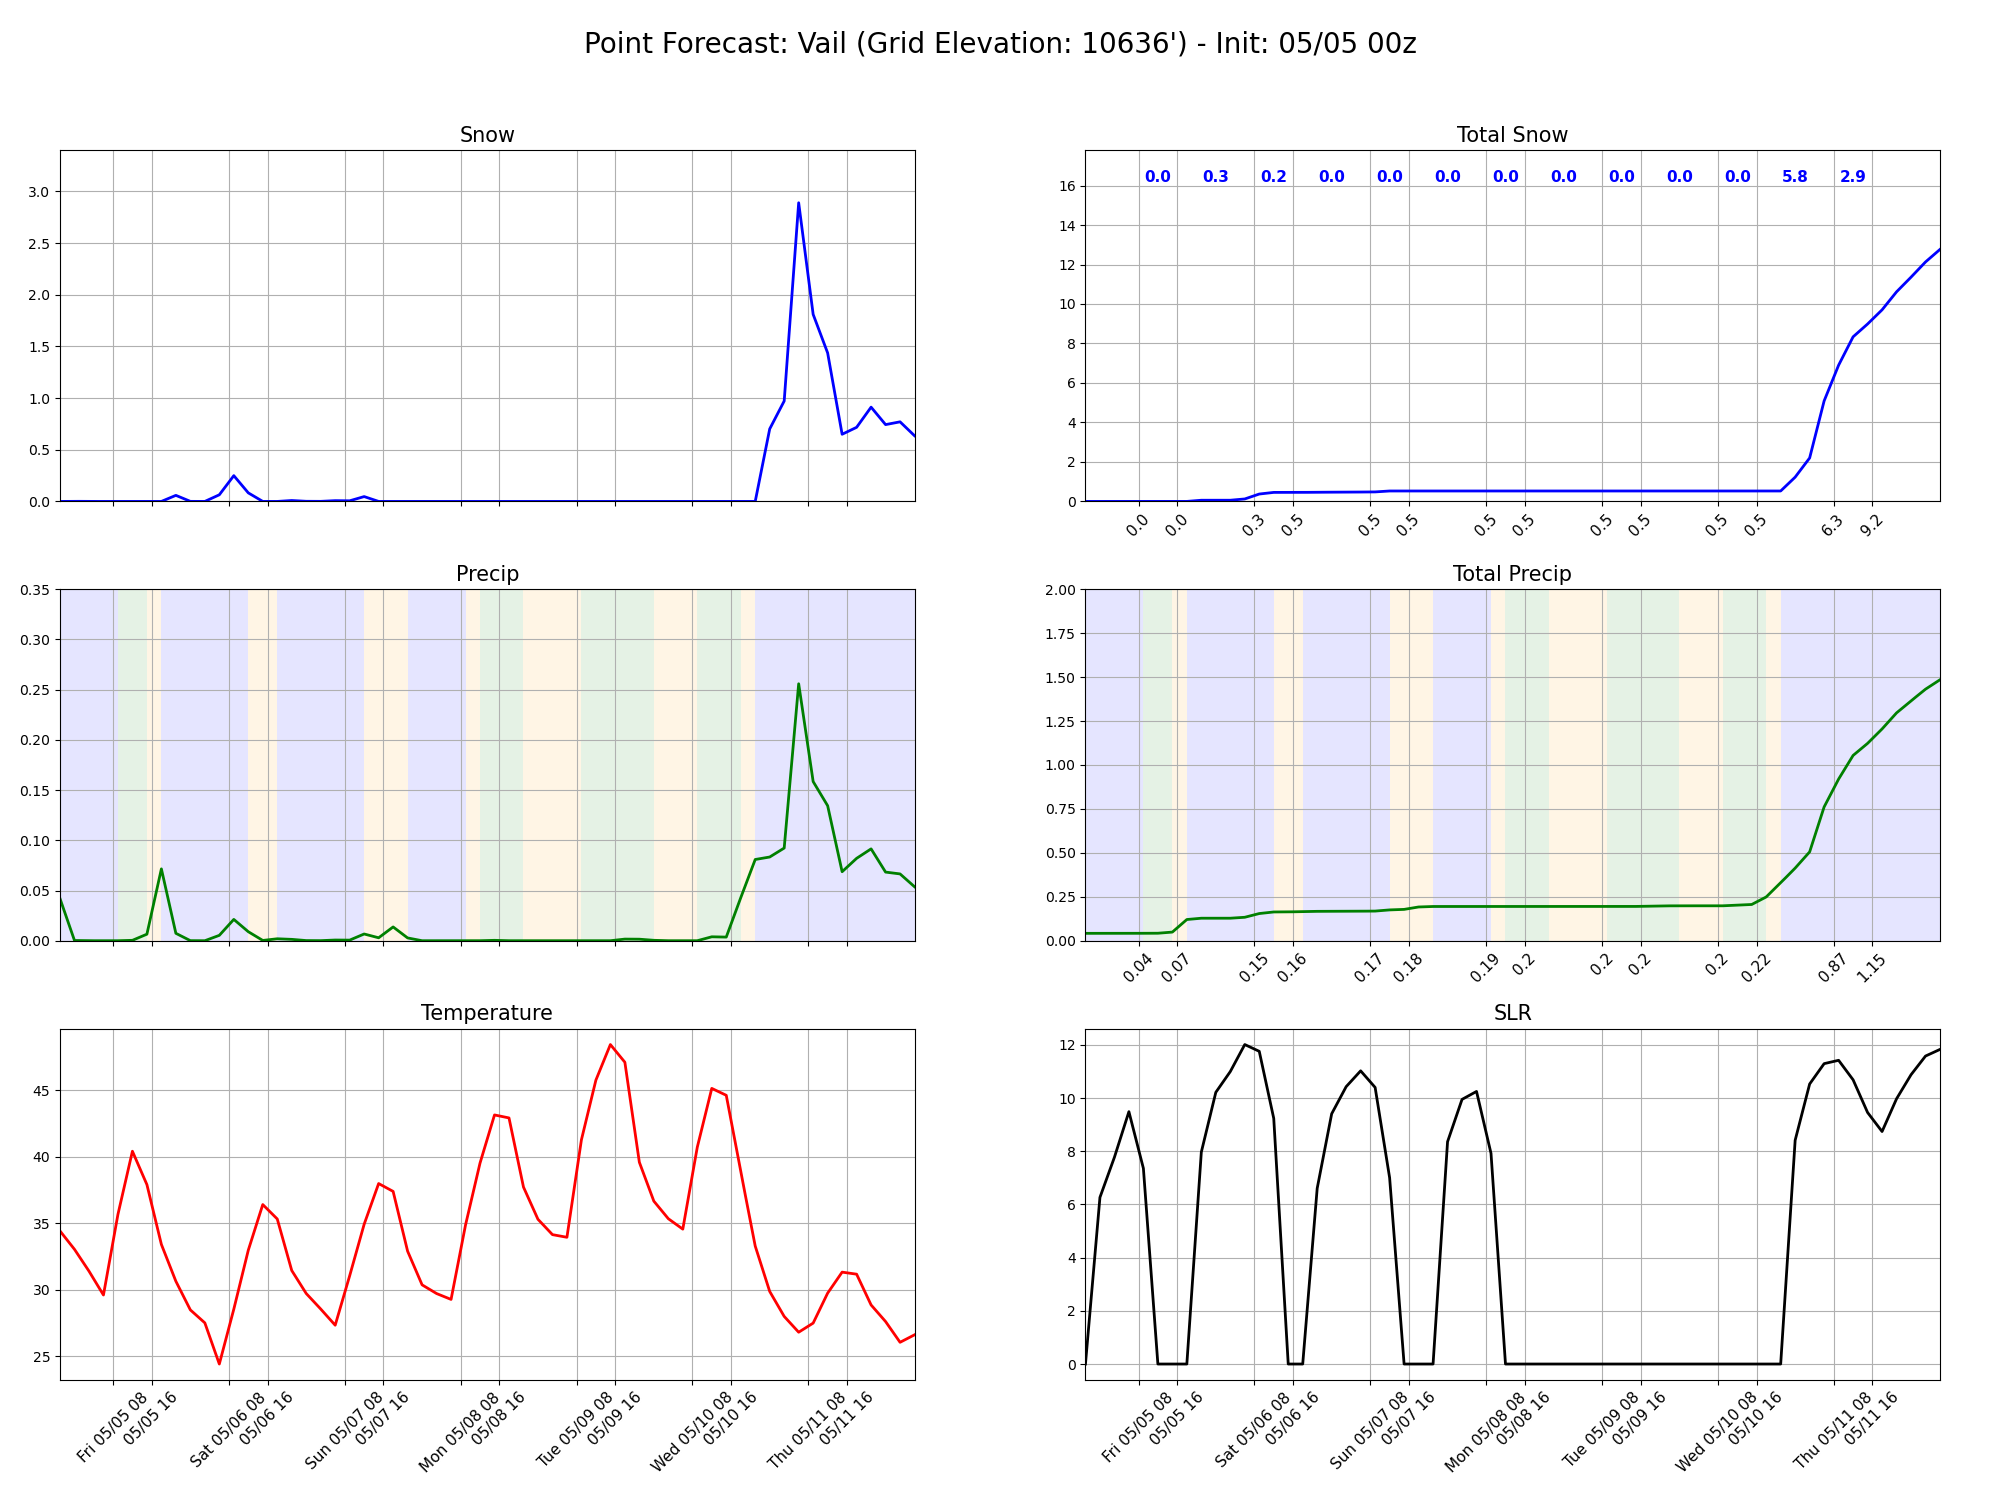 Point Forecast: Vail (Grid Elevation: 10636') - Init: 05/05 00z
Snow
3.0
2.5
2.0
1.5
1.0
0.5
0.0
Total Snow
0.0 0.3 0.2 0.0 0.0 0.0 0.0 0.0 0.0 0.0 0.0 5.8 2.9
16
14
12
10
8
6
4
2
0
0.0 0.0 0.3 0.5 0.5 0.5 0.5 0.5 0.5 0.5 0.5 0.5 6.3 9.2
Precip
0.35
0.30
0.25
0.20
0.15
0.10
0.05
0.00
Total Precip
2.00
1.75
1.50
1.25
1.00
0.75
0.50
0.25
0.00
0.04 0.07 0.15 0.16 0.17 0.18 0.19 0.2 0.2 0.2 0.2 0.22 0.87 1.15
Temperature
45
40
35
30
25
Fri 05/05 08
05/05 16
Sat 05/06 08
05/06 16
Sun 05/07 08
05/07 16
Mon 05/08 08
05/08 16
Tue 05/09 08
05/09 16
Wed 05/10 08
05/10 16
Thu 05/11 08
05/11 16
SLR
12
10
8
6
4
2
0
Fri 05/05 08
05/05 16
Sat 05/06 08
05/06 16
Sun 05/07 08
05/07 16
Mon 05/08 08
05/08 16
Tue 05/09 08
05/09 16
Wed 05/10 08
05/10 16
Thu 05/11 08
05/11 16